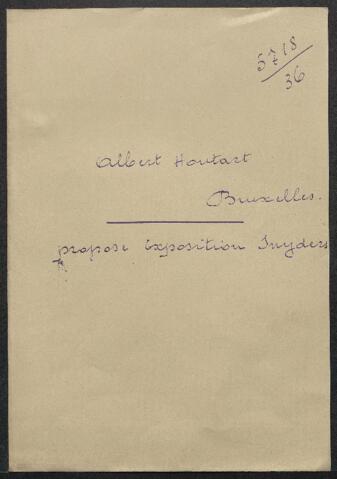 5718/36
Albert Houtart
Bruxelles.
propose exposition Snyders